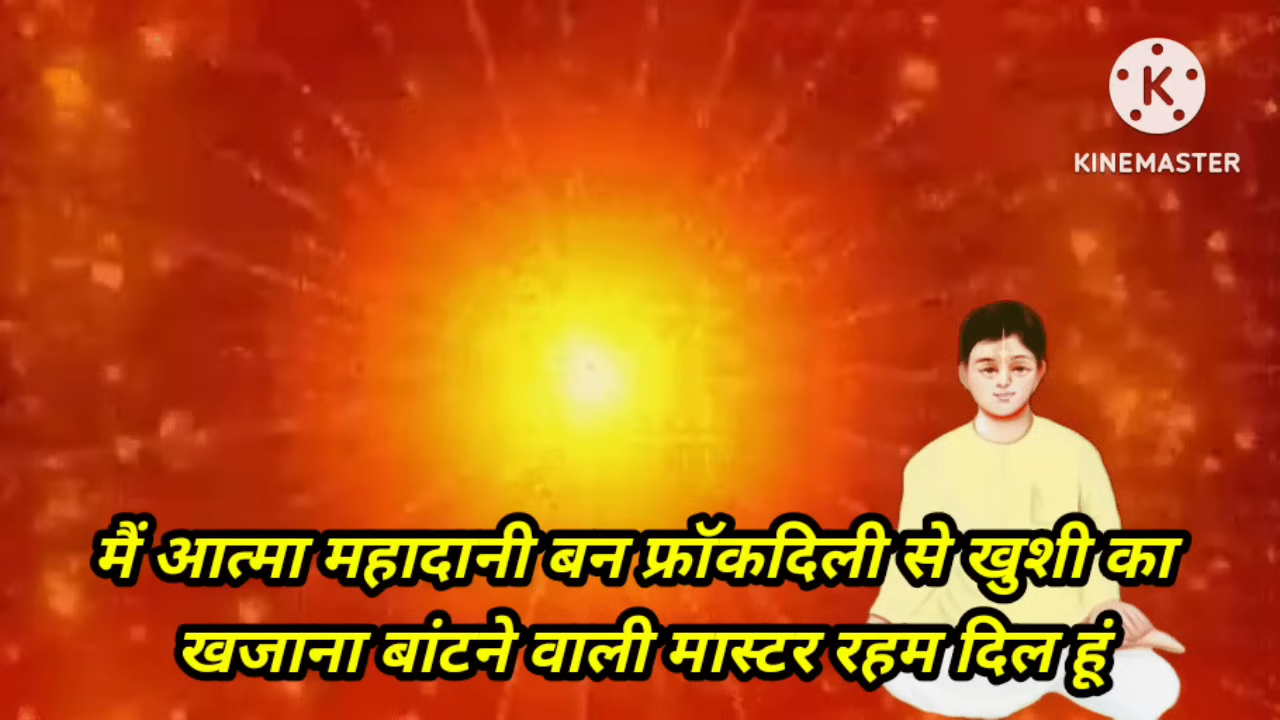 K
KINEMASTER
मैं आत्मा महादानी बन फ्रॉकदिली से खुशी का
खजाना बांटने वाली मास्टर रहम दिल हूं